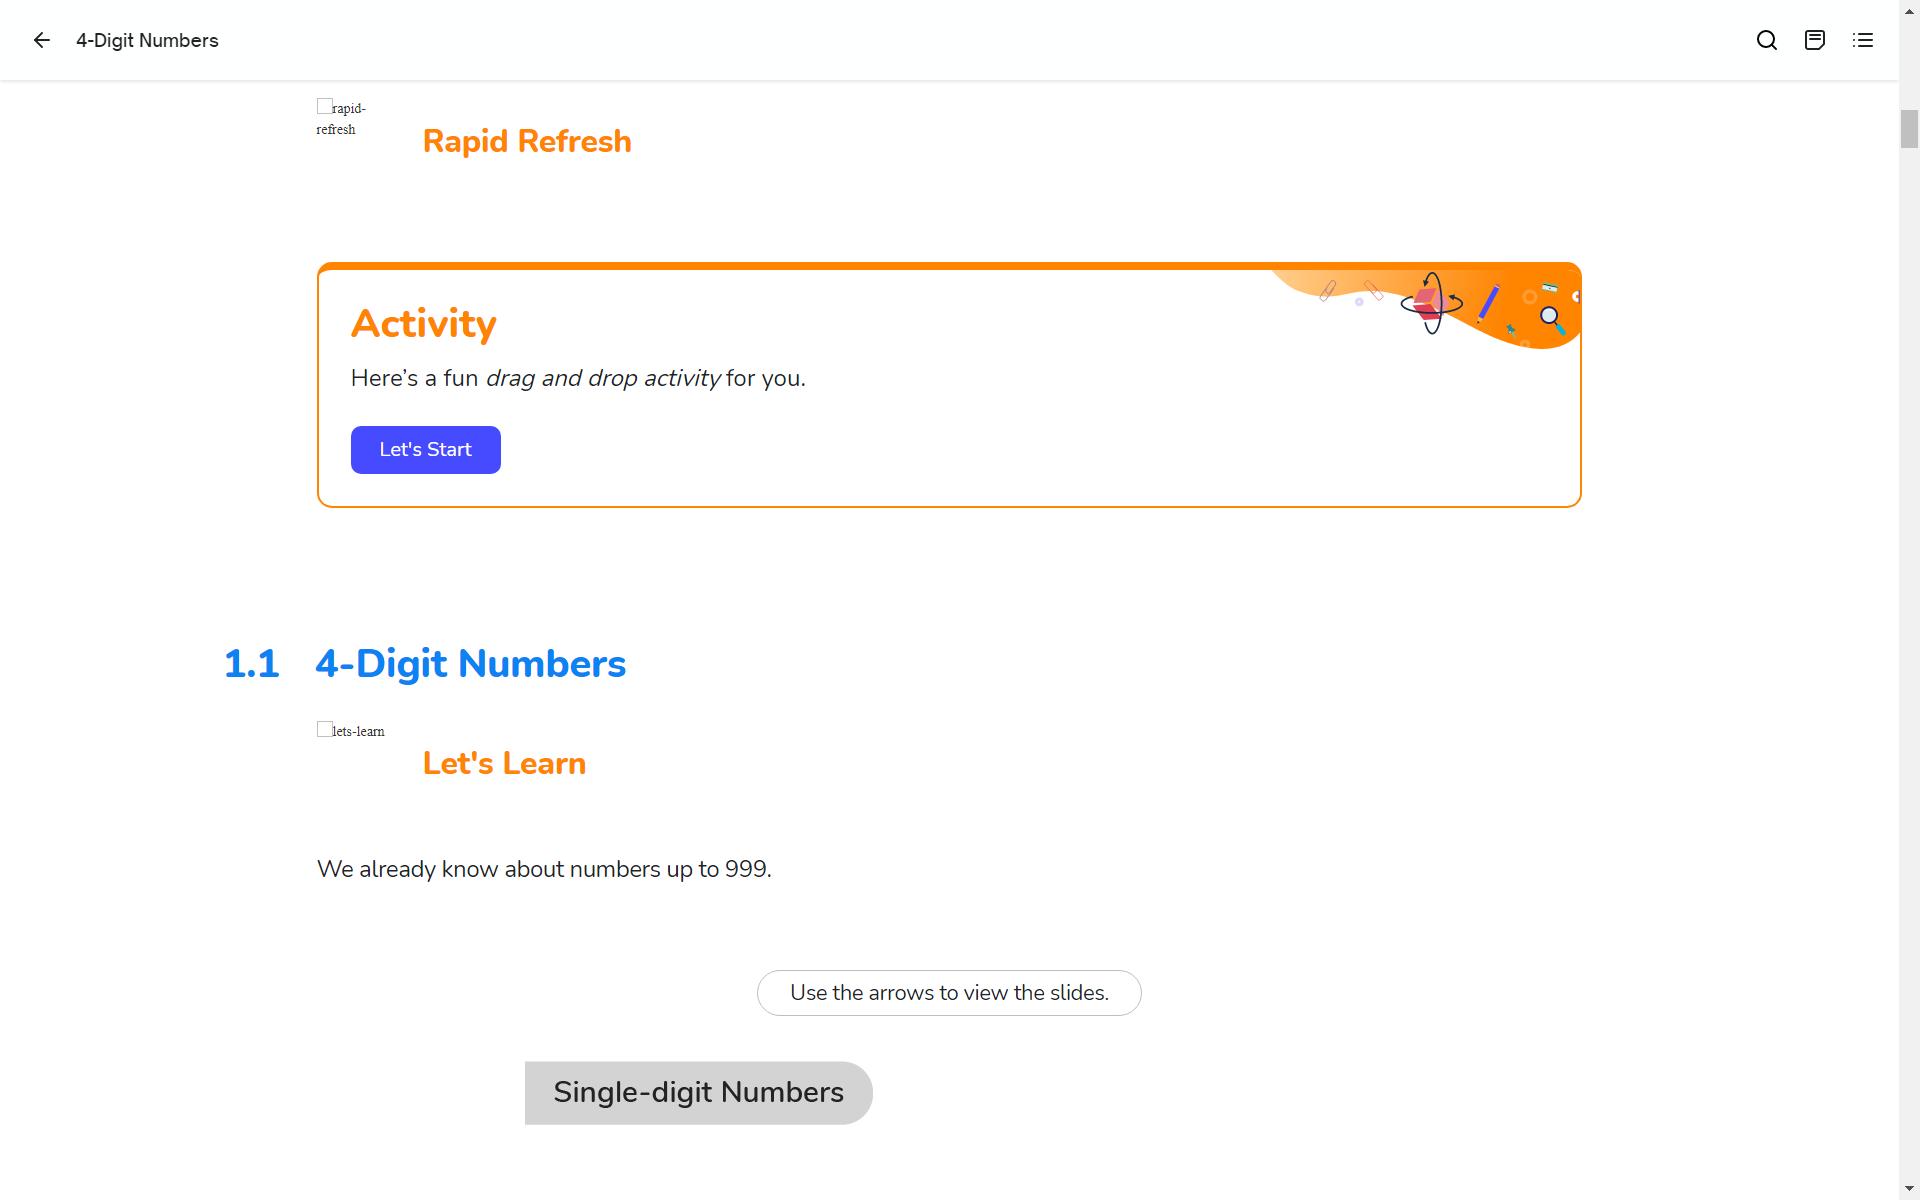 4-Digit Numbers
rapid-
refresh
Rapid Refresh
Activity
Here’s a fun drag and drop activity for you.
Let's Start
1.1 4-Digit Numbers
lets-learn
Let's Learn
We already know about numbers up to 999.
Use the arrows to view the slides.
Single-digit Numbers